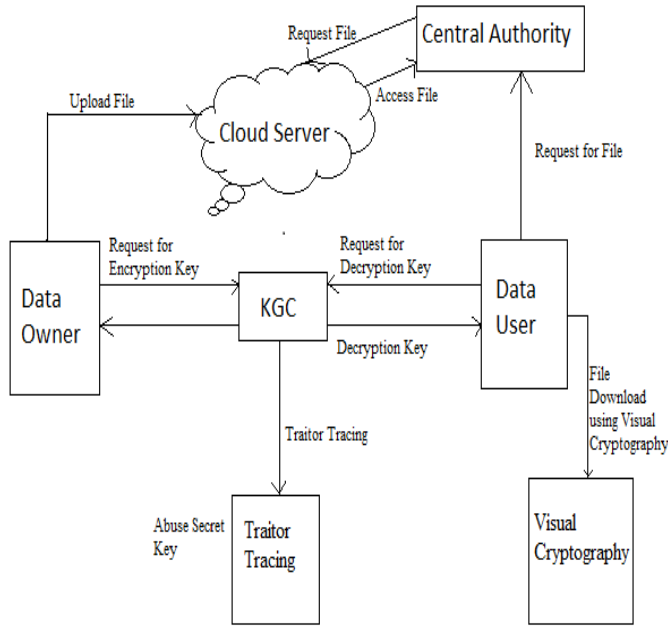 Request File
Central Authority
Upload File
Access File
Cloud Server
Request for File
Request for
Encryption Key
Request for
Decryption Key
Data
Owner
KGC
Data
User
Decryption Key
File
Download
using Visual
Cryptography
Traitor Tracing
Abuse Secret
Key
Traitor
Tracing
Visual
Cryptography